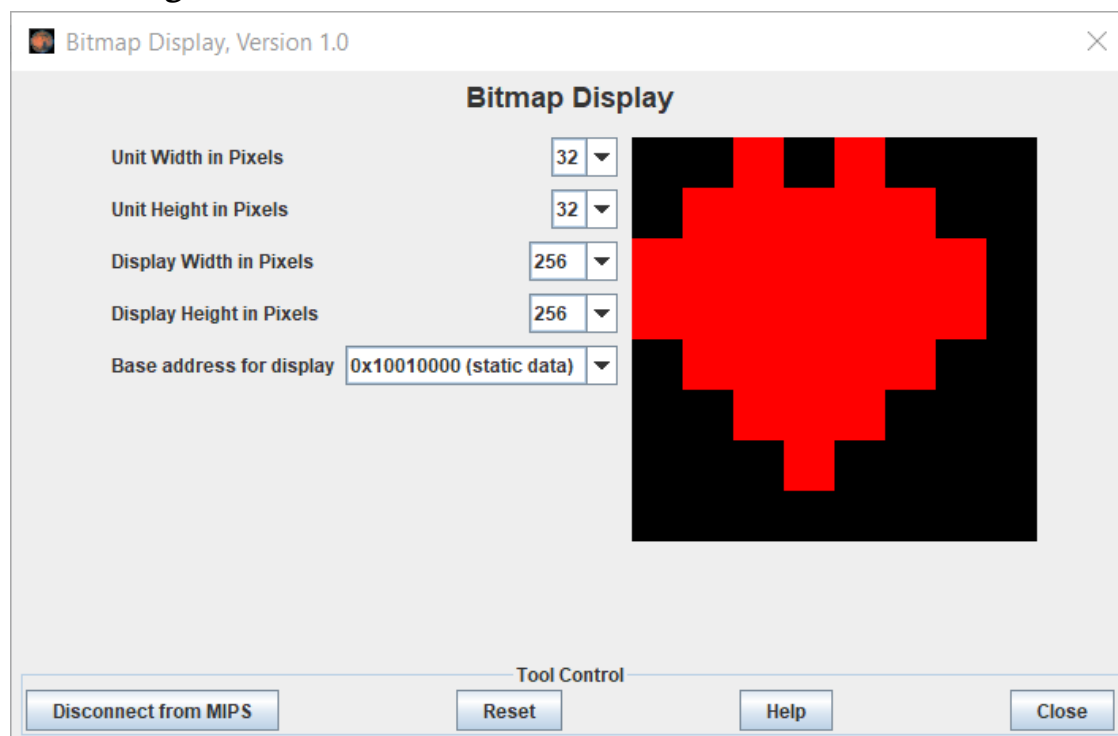 Bitmap Display, Version 1.0
Bitmap Display
Unit Width in Pixels 32
Unit Height in Pixels 32
Display Width in Pixels 256
Display Height in Pixels 256
Base address for display 0x10010000 (static data)
Tool Control
Disconnect from MIPS Reset Help Close